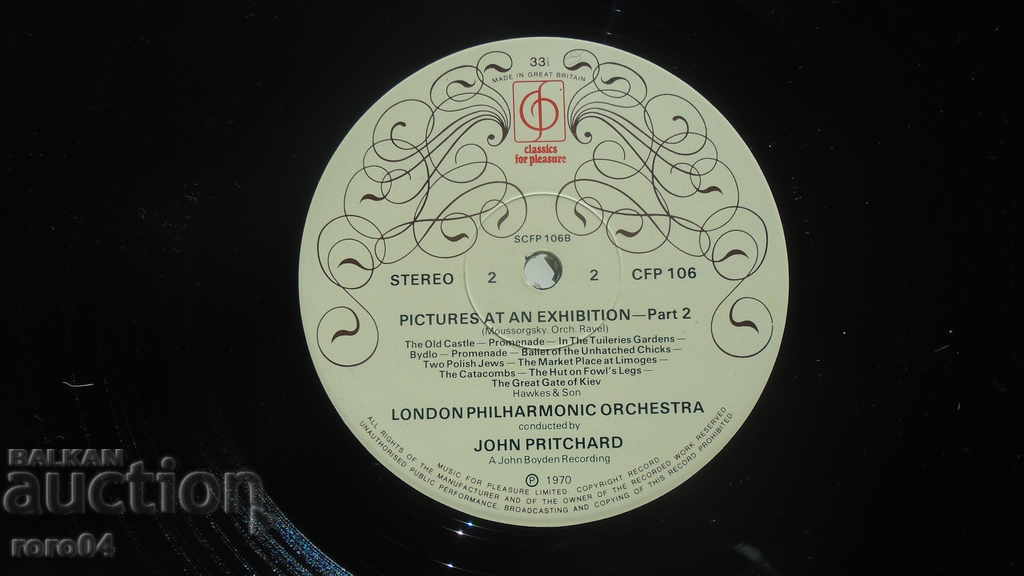 33⅓
MADE IN GREAT BRITAIN
classics
for pleasure
SCFP 106B
STEREO 2 2 CFP 106
PICTURES AT AN EXHIBITION—Part 2
(Moussorgsky. Orch. Ravel)
The Old Castle — Promenade — In The Tuileries Gardens —
Bydlo — Promenade — Ballet of the Unhatched Chicks —
Two Polish Jews — The Market Place at Limoges —
The Catacombs — The Hut on Fowl's Legs —
The Great Gate of Kiev
Hawkes & Son
LONDON PHILHARMONIC ORCHESTRA
conducted by
JOHN PRITCHARD
A John Boyden Recording
Ⓟ 1970
ALL RIGHTS OF THE MUSIC FOR PLEASURE LIMITED. COPYRIGHT RECORD.
MANUFACTURER AND OF THE OWNER OF THE RECORDED WORK RESERVED
UNAUTHORISED PUBLIC PERFORMANCE, BROADCASTING AND COPYING OF THIS RECORD PROHIBITED.
BALKAN
auction
roro04